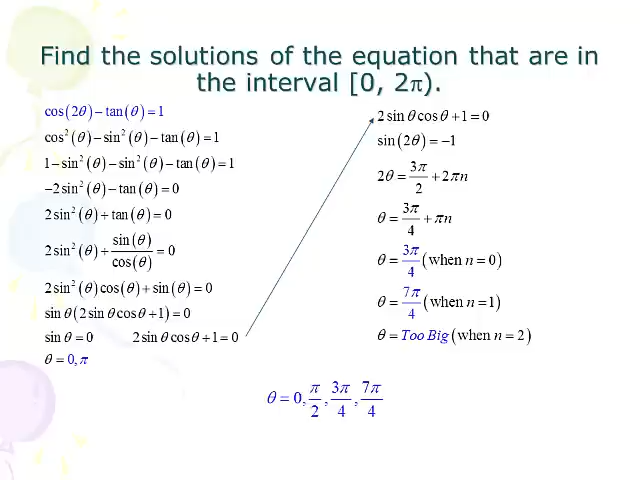 Find the solutions of the equation that are in
the interval [0, 2π).
cos(2θ) − tan(θ) = 1
cos²(θ) − sin²(θ) − tan(θ) = 1
1 − sin²(θ) − sin²(θ) − tan(θ) = 1
−2sin²(θ) − tan(θ) = 0
2sin²(θ) + tan(θ) = 0
2sin²(θ) + sin(θ)/cos(θ) = 0
2sin²(θ)cos(θ) + sin(θ) = 0
sinθ(2sinθcosθ + 1) = 0
sinθ = 0 2sinθcosθ + 1 = 0
θ = 0, π
2sinθcosθ + 1 = 0
sin(2θ) = −1
2θ = 3π/2 + 2πn
θ = 3π/4 + πn
θ = 3π/4 (when n = 0)
θ = 7π/4 (when n = 1)
θ = Too Big (when n = 2)
θ = 0, π/2, 3π/4, 7π/4